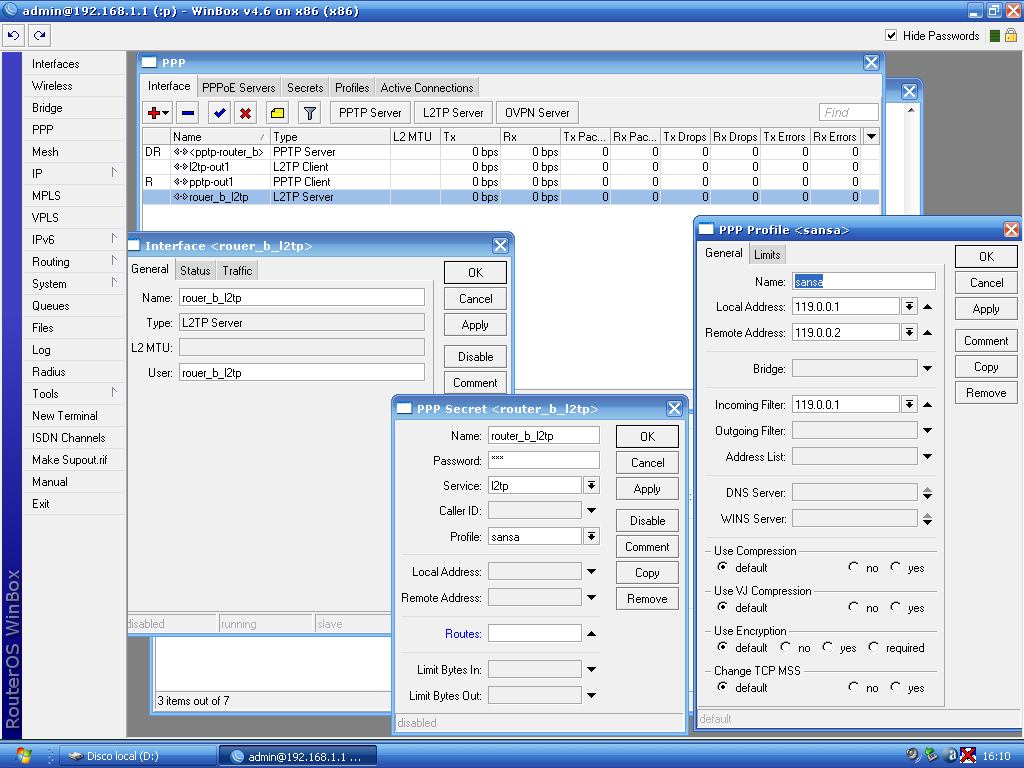 admin@192.168.1.1 (:p) - WinBox v4.6 on x86 (x86)
Hide Passwords
Interfaces
Wireless
Bridge
PPP
Mesh
IP
MPLS
VPLS
IPv6
Routing
System
Queues
Files
Log
Radius
Tools
New Terminal
ISDN Channels
Make Supout.rif
Manual
Exit
RouterOS WinBox
PPP
Interface PPPoE Servers Secrets Profiles Active Connections
PPTP Server L2TP Server OVPN Server Find
Name Type L2 MTU Tx Rx Tx Pac... Rx Pac... Tx Drops Rx Drops Tx Errors Rx Errors
DR <pptp-router_b> PPTP Server 0 bps 0 bps 0 0 0 0 0 0
l2tp-out1 L2TP Client 0 bps 0 bps 0 0 0 0 0 0
R pptp-out1 PPTP Client 0 bps 0 bps 0 0 0 0 0 0
rouer_b_l2tp L2TP Server 0 bps 0 bps 0 0 0 0 0 0
Interface <rouer_b_l2tp>
General Status Traffic
Name: rouer_b_l2tp
Type: L2TP Server
L2 MTU:
User: rouer_b_l2tp
OK
Cancel
Apply
Disable
Comment
isabled running slave
3 items out of 7
PPP Secret <router_b_l2tp>
Name: router_b_l2tp
Password: ***
Service: l2tp
Caller ID:
Profile: sansa
Local Address:
Remote Address:
Routes:
Limit Bytes In:
Limit Bytes Out:
OK
Cancel
Apply
Disable
Comment
Copy
Remove
disabled
PPP Profile <sansa>
General Limits
Name: sansa
Local Address: 119.0.0.1
Remote Address: 119.0.0.2
Bridge:
Incoming Filter: 119.0.0.1
Outgoing Filter:
Address List:
DNS Server:
WINS Server:
Use Compression
default no yes
Use VJ Compression
default no yes
Use Encryption
default no yes required
Change TCP MSS
default no yes
OK
Cancel
Apply
Comment
Copy
Remove
default
Disco local (D:)
admin@192.168.1.1 ...
16:10